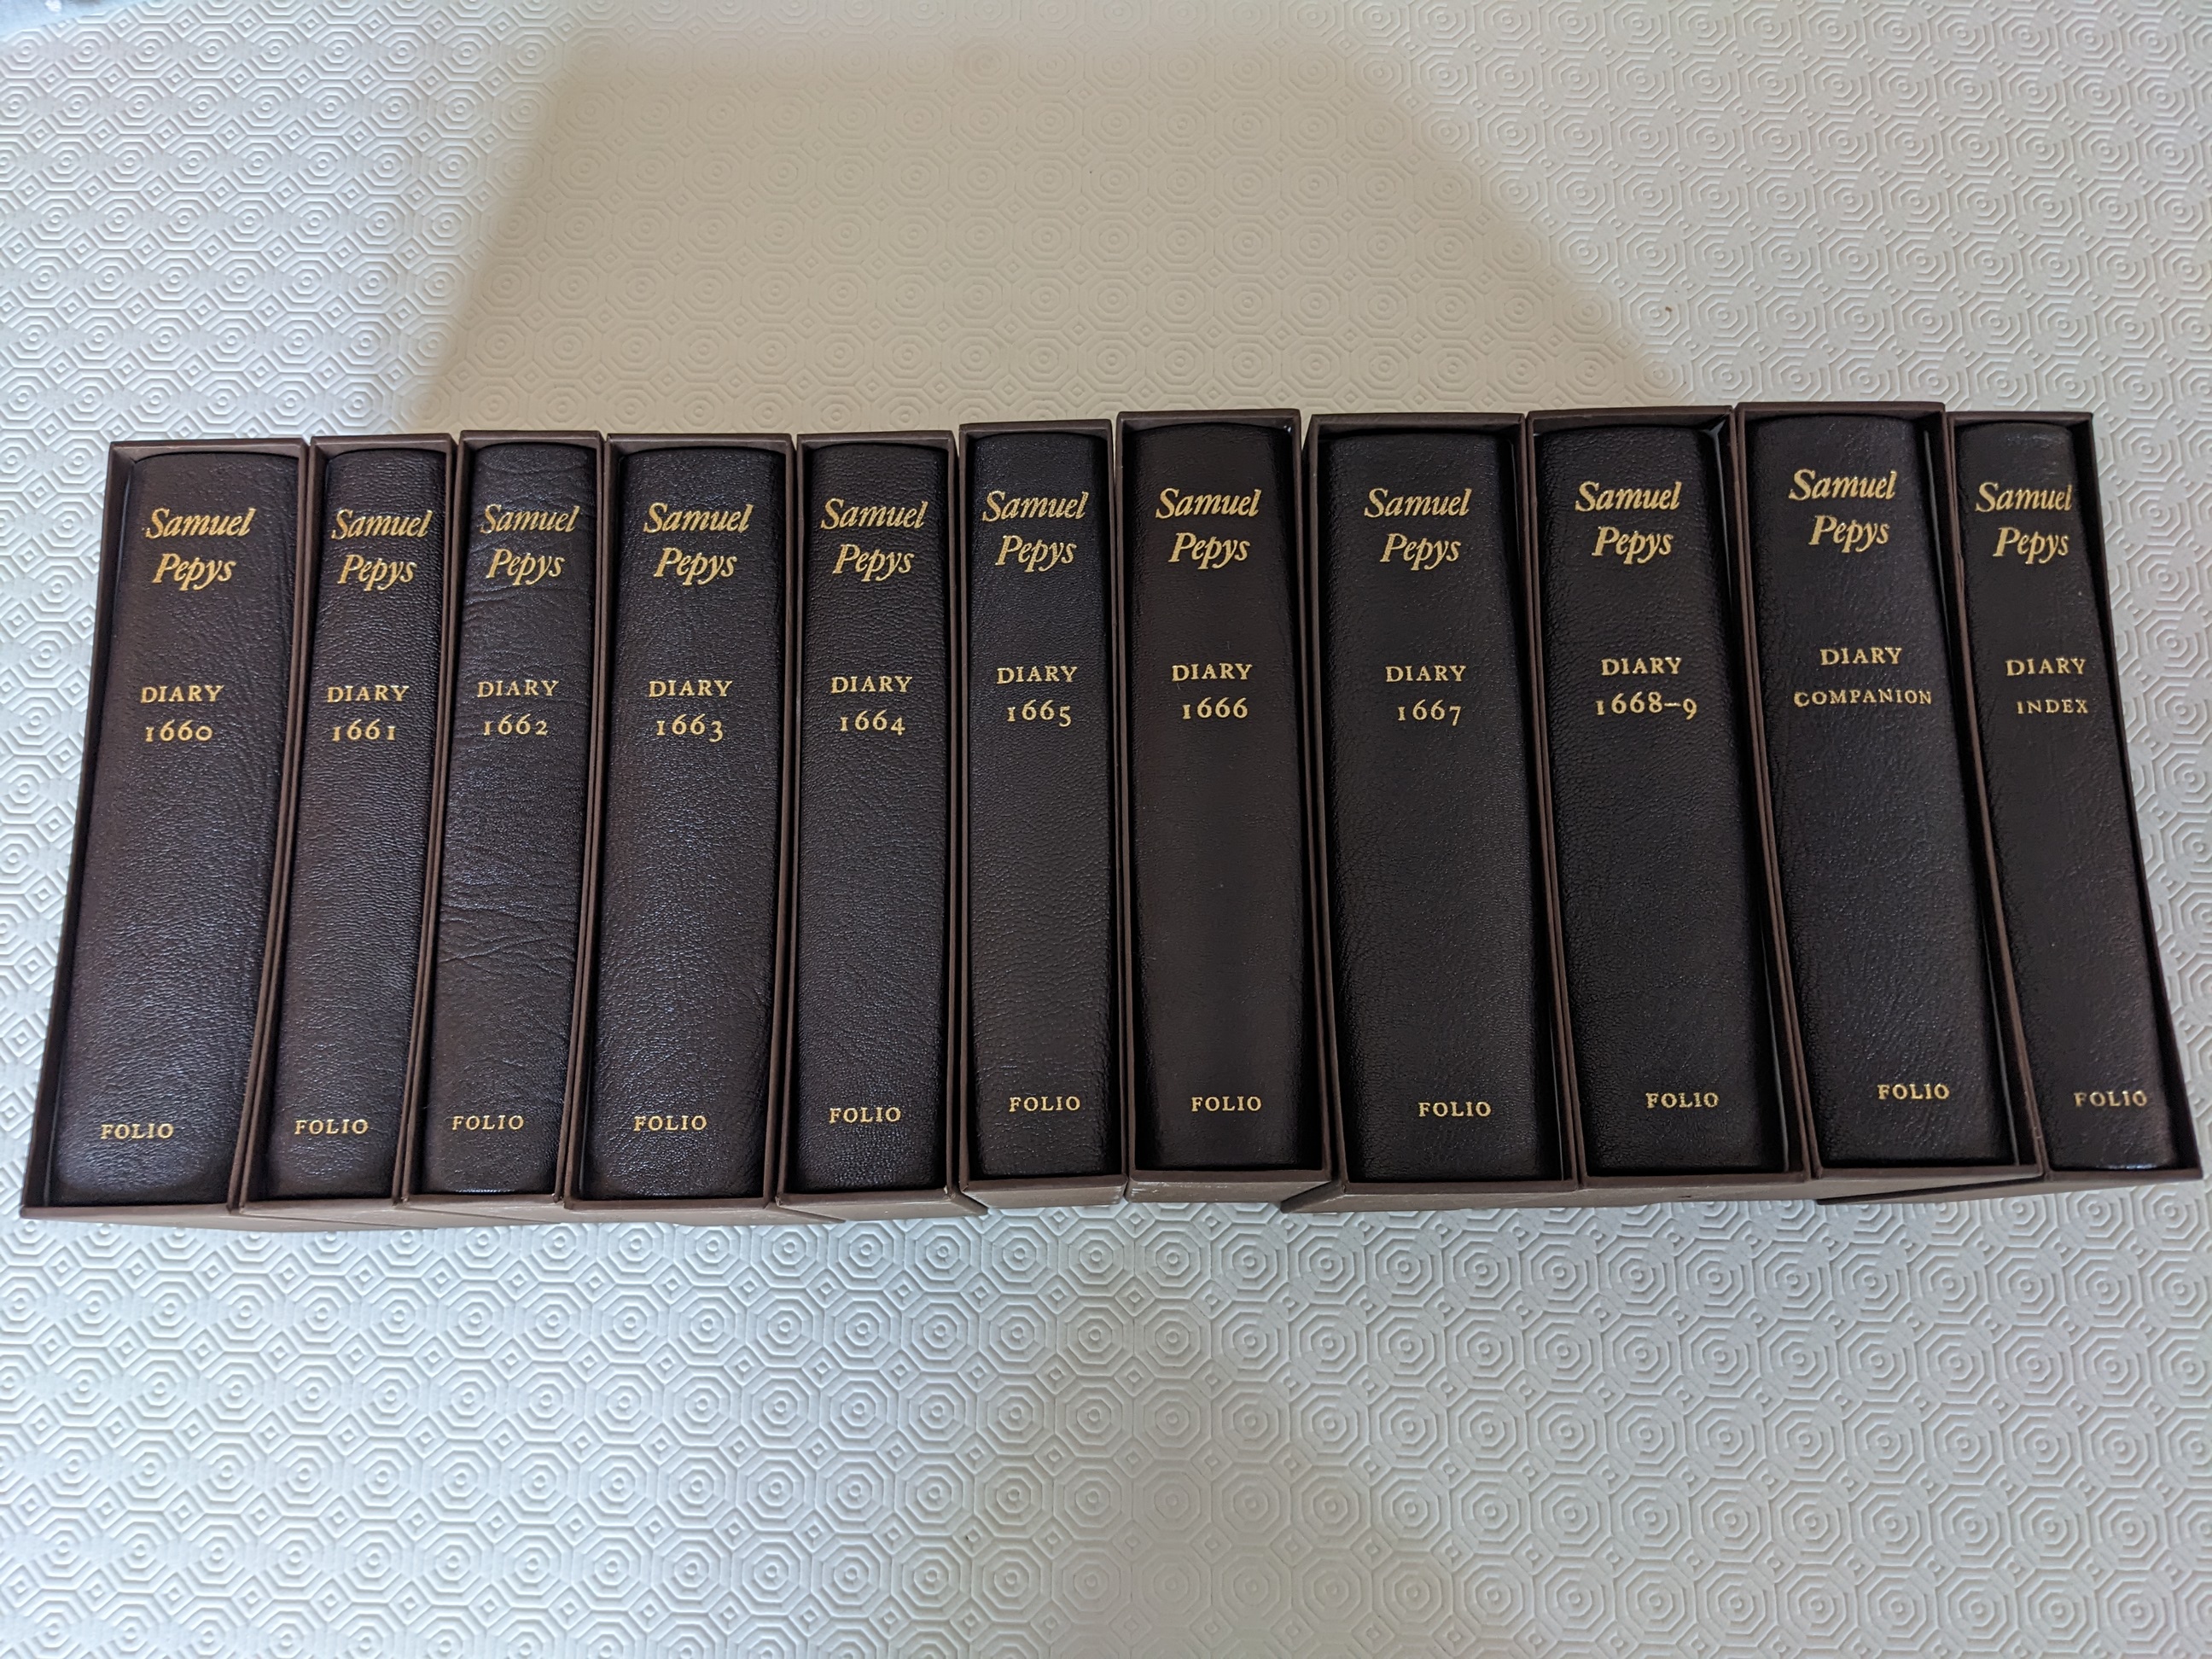 Samuel
Pepys
DIARY
1660
FOLIO
Samuel
Pepys
DIARY
1661
FOLIO
Samuel
Pepys
DIARY
1662
FOLIO
Samuel
Pepys
DIARY
1663
FOLIO
Samuel
Pepys
DIARY
1664
FOLIO
Samuel
Pepys
DIARY
1665
FOLIO
Samuel
Pepys
DIARY
1666
FOLIO
Samuel
Pepys
DIARY
1667
FOLIO
Samuel
Pepys
DIARY
1668–9
FOLIO
Samuel
Pepys
DIARY
COMPANION
FOLIO
Samuel
Pepys
DIARY
INDEX
FOLIO